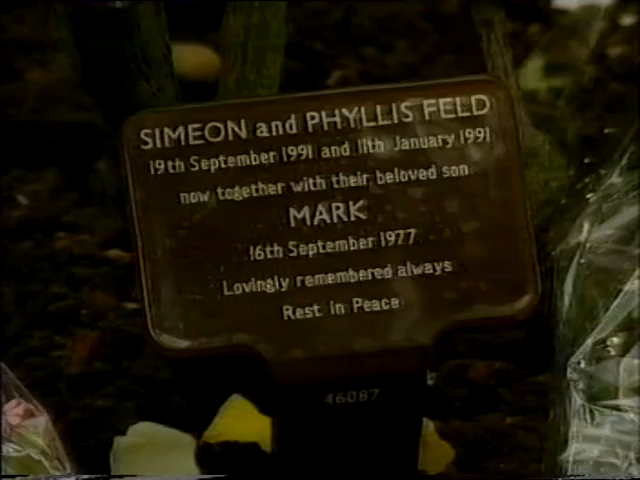 SIMEON and PHYLLIS FELD
19th September 1991 and 11th January 1991
now together with their beloved son
MARK
16th September 1977
Lovingly remembered always
Rest in Peace
46087